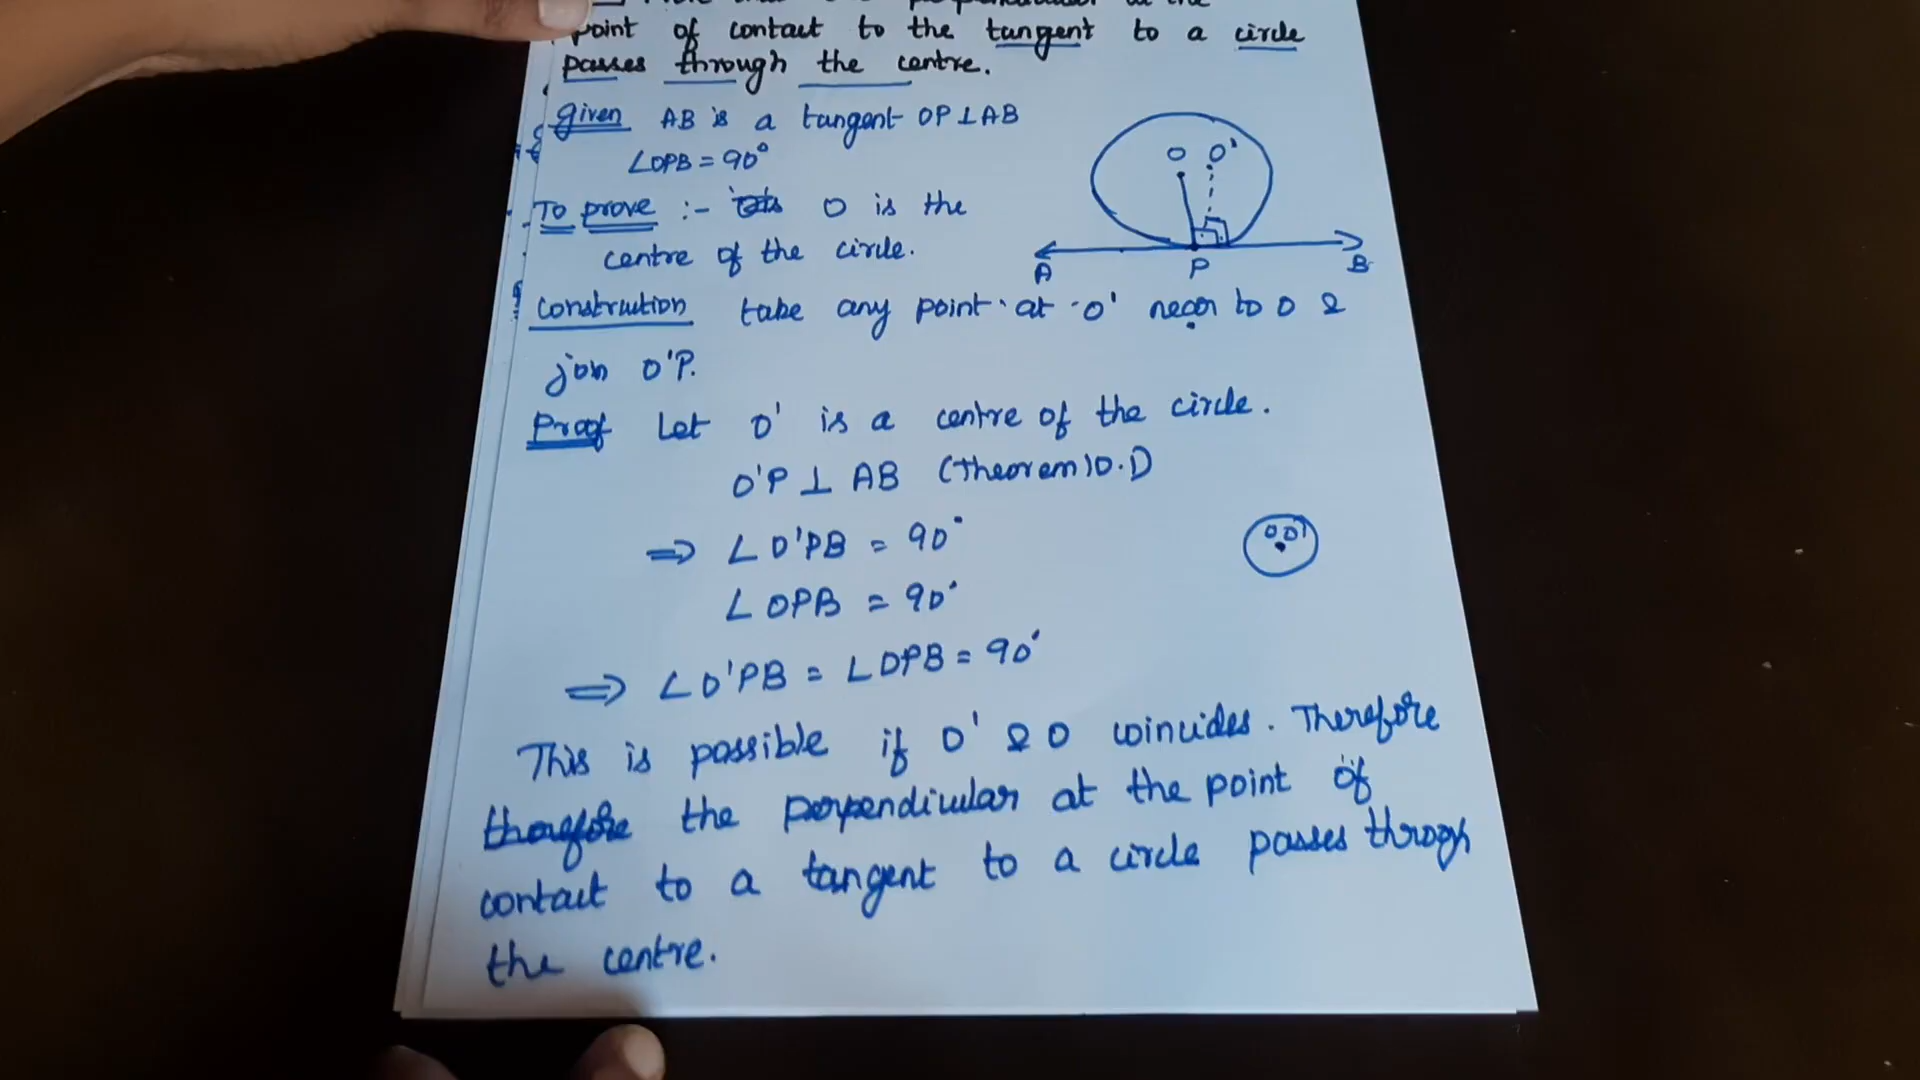 point of contact to the tangent to a circle
passes through the centre.
given AB is a tangent OP⊥AB
∠OPB = 90°
To prove :- O is the
centre of the circle.
O O'
A P B
construction take any point at O' near to O &
join O'P.
Proof Let O' is a centre of the circle.
O'P ⊥ AB (Theorem 10.1)
⇒ ∠O'PB = 90°
O O'
∠OPB = 90°
⇒ ∠O'PB = ∠OPB = 90°
This is possible if O' & O coincides. Therefore
therefore the perpendicular at the point of
contact to a tangent to a circle passes through
the centre.